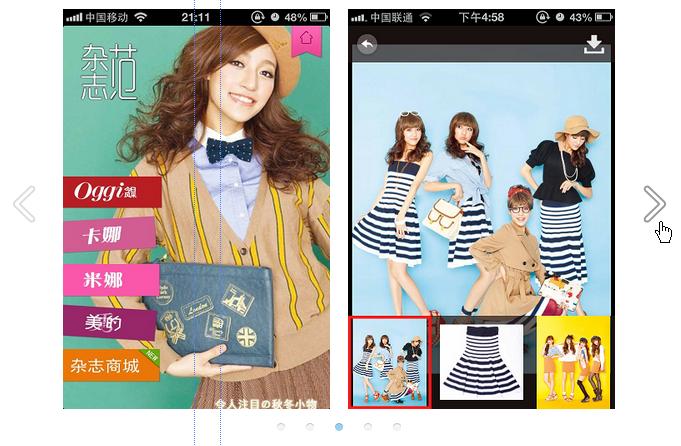 中国移动
21:11
48%
杂志范
Oggi
卡娜
米娜
美的
杂志商城
NEW
London
令人注目の秋冬小物
中国联通
下午4:58
43%